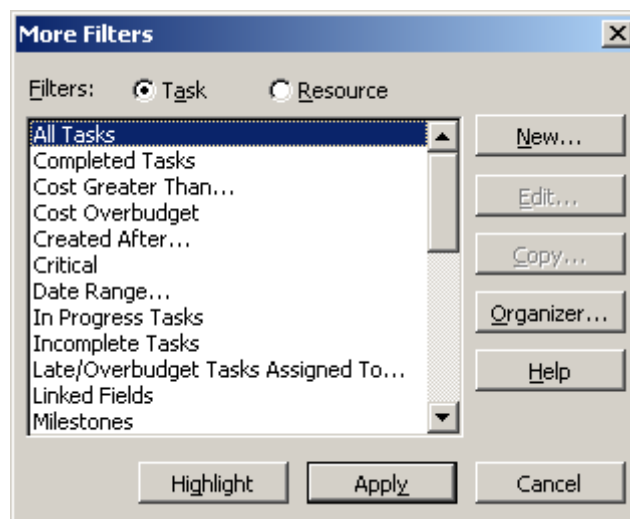 More Filters
Filters: Task Resource
All Tasks
Completed Tasks
Cost Greater Than...
Cost Overbudget
Created After...
Critical
Date Range...
In Progress Tasks
Incomplete Tasks
Late/Overbudget Tasks Assigned To...
Linked Fields
Milestones
New...
Edit...
Copy...
Organizer...
Help
Highlight Apply Cancel